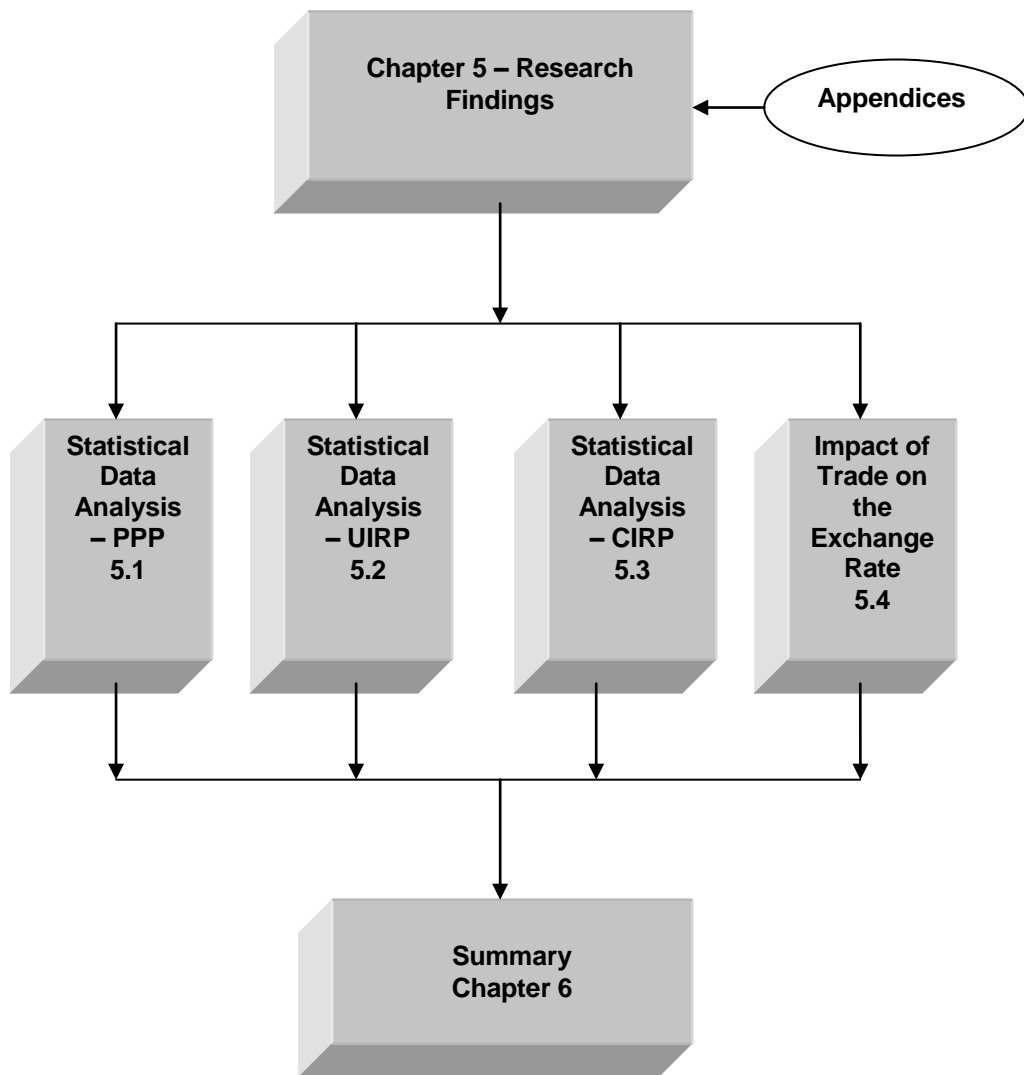 Chapter 5 – Research
Findings
Appendices
Statistical
Data
Analysis
– PPP
5.1
Statistical
Data
Analysis
– UIRP
5.2
Statistical
Data
Analysis
– CIRP
5.3
Impact of
Trade on
the
Exchange
Rate
5.4
Summary
Chapter 6